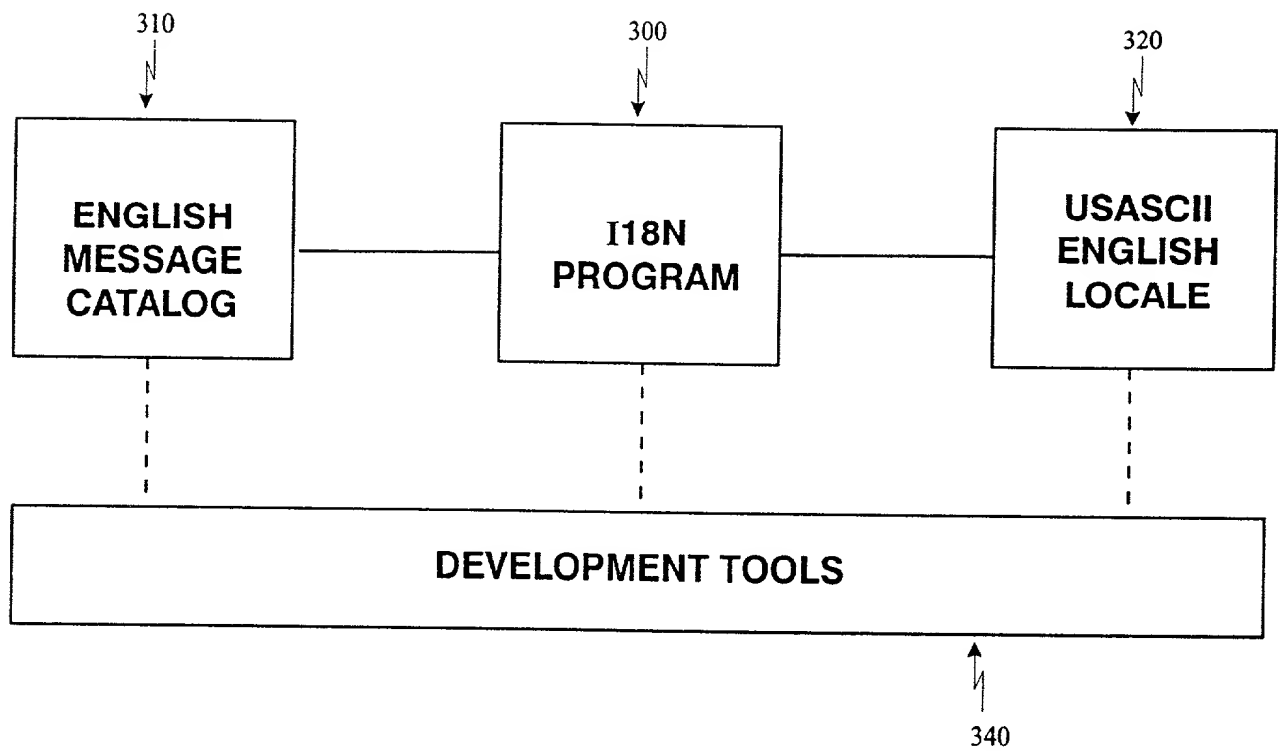 310
300
320
ENGLISH
MESSAGE
CATALOG
I18N
PROGRAM
USASCII
ENGLISH
LOCALE
DEVELOPMENT TOOLS
340